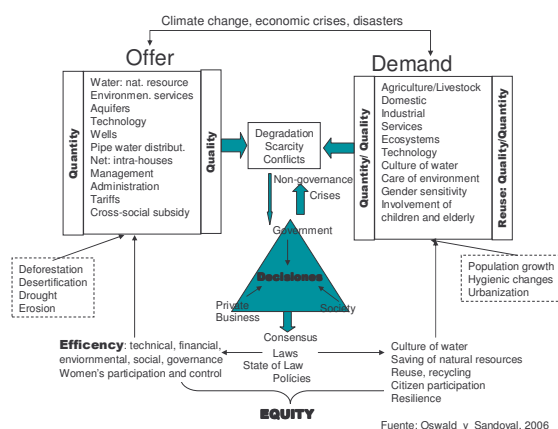 Climate change, economic crises, disasters
Offer
Demand
Quantity
Water: nat. resource
Environmen. services
Aquifers
Technology
Wells
Pipe water distribut.
Net: intra-houses
Management
Administration
Tariffs
Cross-social subsidy
Quality
Degradation
Scarcity
Conflicts
Quantity/ Quality
Agriculture/Livestock
Domestic
Industrial
Services
Ecosystems
Technology
Culture of water
Care of environment
Gender sensitivity
Involvement of
children and elderly
Reuse: Quality/Quantity
Non-governance
Crises
Government
Decisiones
Private
Business
Society
Deforestation
Desertification
Drought
Erosion
Population growth
Hygienic changes
Urbanization
Consensus
Laws
State of Law
Policies
Efficency: technical, financial,
enviornmental, social, governance
Women's participation and control
Culture of water
Saving of natural resources
Reuse, recycling
Citizen participation
Resilience
EQUITY
Fuente: Oswald y Sandoval, 2006